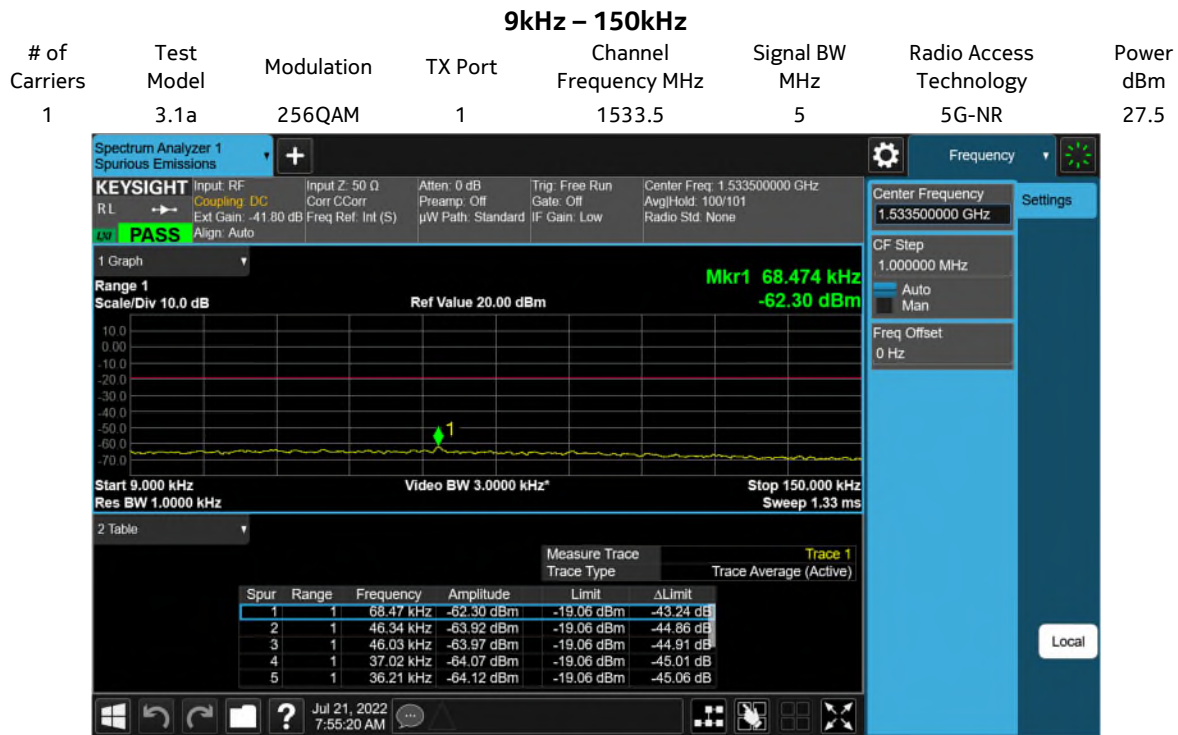 9kHz – 150kHz
# of Carriers Test Model Modulation TX Port Channel Frequency MHz Signal BW MHz Radio Access Technology Power dBm
1 3.1a 256QAM 1 1533.5 5 5G-NR 27.5
Spectrum Analyzer 1
Spurious Emissions
Frequency
KEYSIGHT
RL
LXI
PASS
Input: RF
Coupling: DC
Ext Gain: -41.80 dB
Align: Auto
Input Z: 50 Ω
Corr CCorr
Freq Ref: Int (S)
Atten: 0 dB
Preamp: Off
µW Path: Standard
Trig: Free Run
Gate: Off
IF Gain: Low
Center Freq: 1.533500000 GHz
Avg|Hold: 100/101
Radio Std: None
Center Frequency
1.533500000 GHz
Settings
CF Step
1.000000 MHz
Auto
Man
Freq Offset
0 Hz
1 Graph
Range 1
Scale/Div 10.0 dB
Ref Value 20.00 dBm
Mkr1 68.474 kHz
-62.30 dBm
10.0
0.00
-10.0
-20.0
-30.0
-40.0
-50.0
-60.0
-70.0
1
Start 9.000 kHz
Video BW 3.0000 kHz*
Stop 150.000 kHz
Res BW 1.0000 kHz
Sweep 1.33 ms
2 Table
Measure Trace Trace 1
Trace Type Trace Average (Active)
Spur Range Frequency Amplitude Limit ΔLimit
1 1 68.47 kHz -62.30 dBm -19.06 dBm -43.24 dB
2 1 46.34 kHz -63.92 dBm -19.06 dBm -44.86 dB
3 1 46.03 kHz -63.97 dBm -19.06 dBm -44.91 dB
4 1 37.02 kHz -64.07 dBm -19.06 dBm -45.01 dB
5 1 36.21 kHz -64.12 dBm -19.06 dBm -45.06 dB
Local
Jul 21, 2022
7:55:20 AM